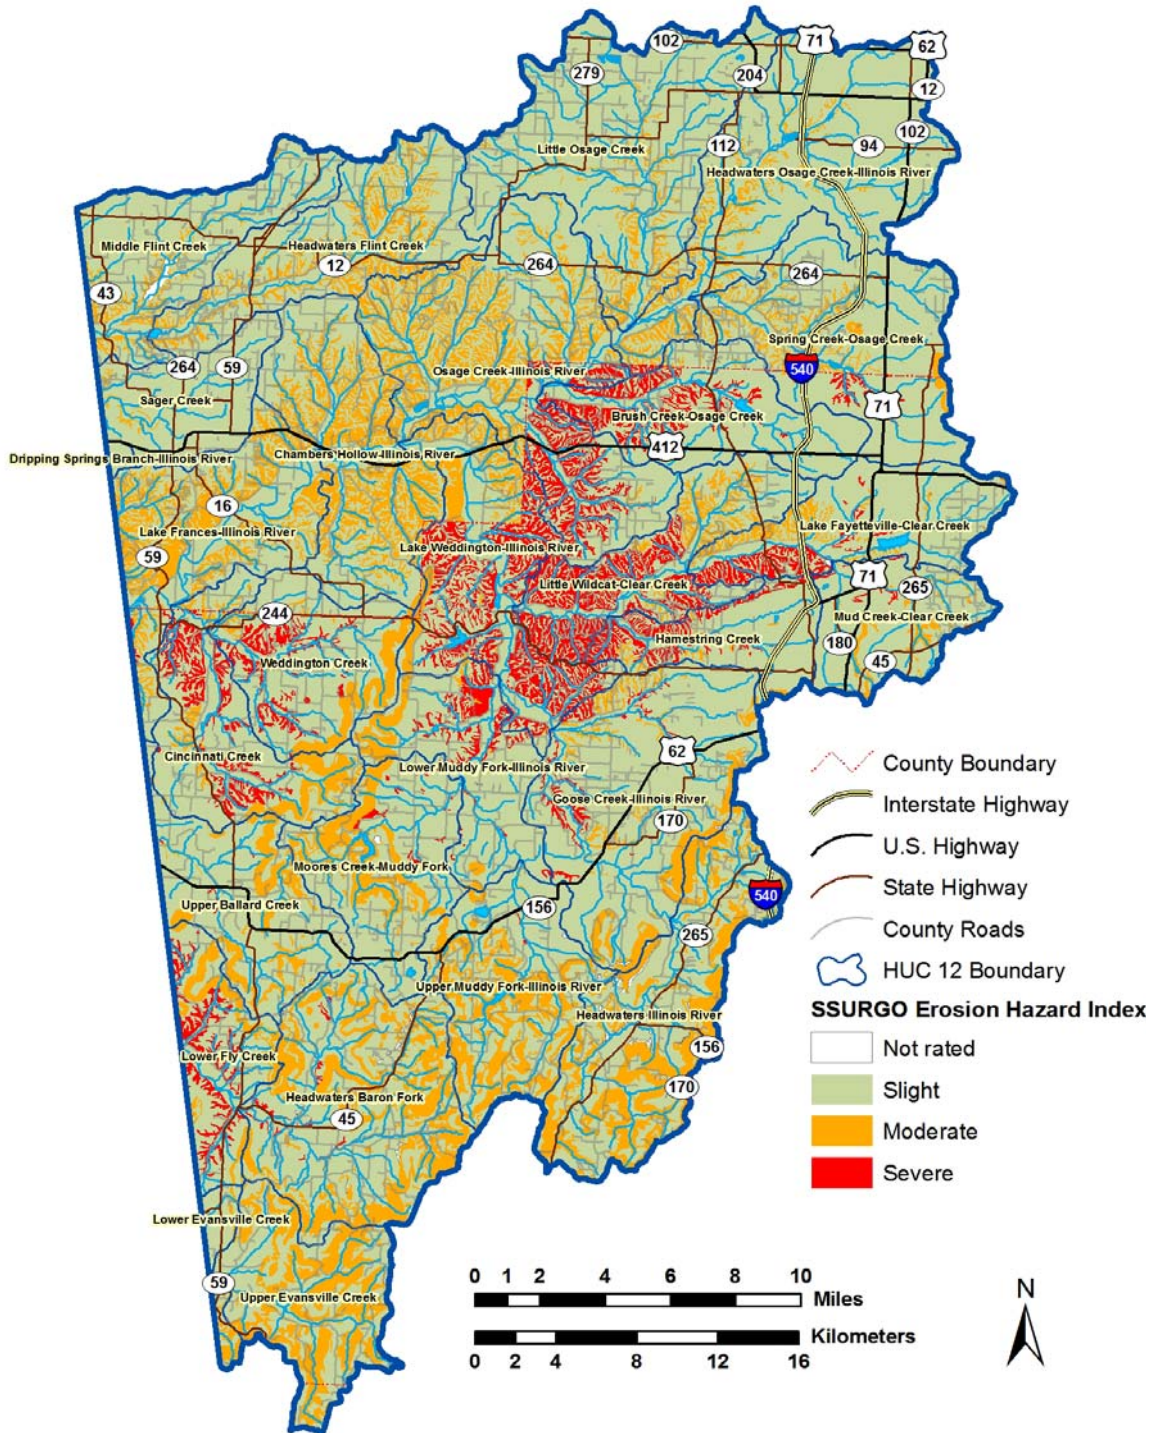 102
71
62
279
204
12
102
Little Osage Creek
112
94
Headwaters Osage Creek-Illinois River
Middle Flint Creek
Headwaters Flint Creek
12
264
264
43
Spring Creek-Osage Creek
264
59
Osage Creek-Illinois River
540
Sager Creek
71
Brush Creek-Osage Creek
412
Dripping Springs Branch-Illinois River
Chambers Hollow-Illinois River
16
Lake Frances-Illinois River
Lake Fayetteville-Clear Creek
59
Lake Weddington-Illinois River
Little Wildcat-Clear Creek
71
265
244
Mud Creek-Clear Creek
Hamestring Creek
180
45
Weddington Creek
Cincinnati Creek
62
Lower Muddy Fork-Illinois River
Goose Creek-Illinois River
170
Moores Creek-Muddy Fork
540
Upper Ballard Creek
156
265
Upper Muddy Fork-Illinois River
Headwaters Illinois River
156
Lower Fly Creek
170
Headwaters Baron Fork
45
Lower Evansville Creek
59
Upper Evansville Creek
County Boundary
Interstate Highway
U.S. Highway
State Highway
County Roads
HUC 12 Boundary
SSURGO Erosion Hazard Index
Not rated
Slight
Moderate
Severe
0 1 2 4 6 8 10
Miles
Kilometers
0 2 4 8 12 16
N